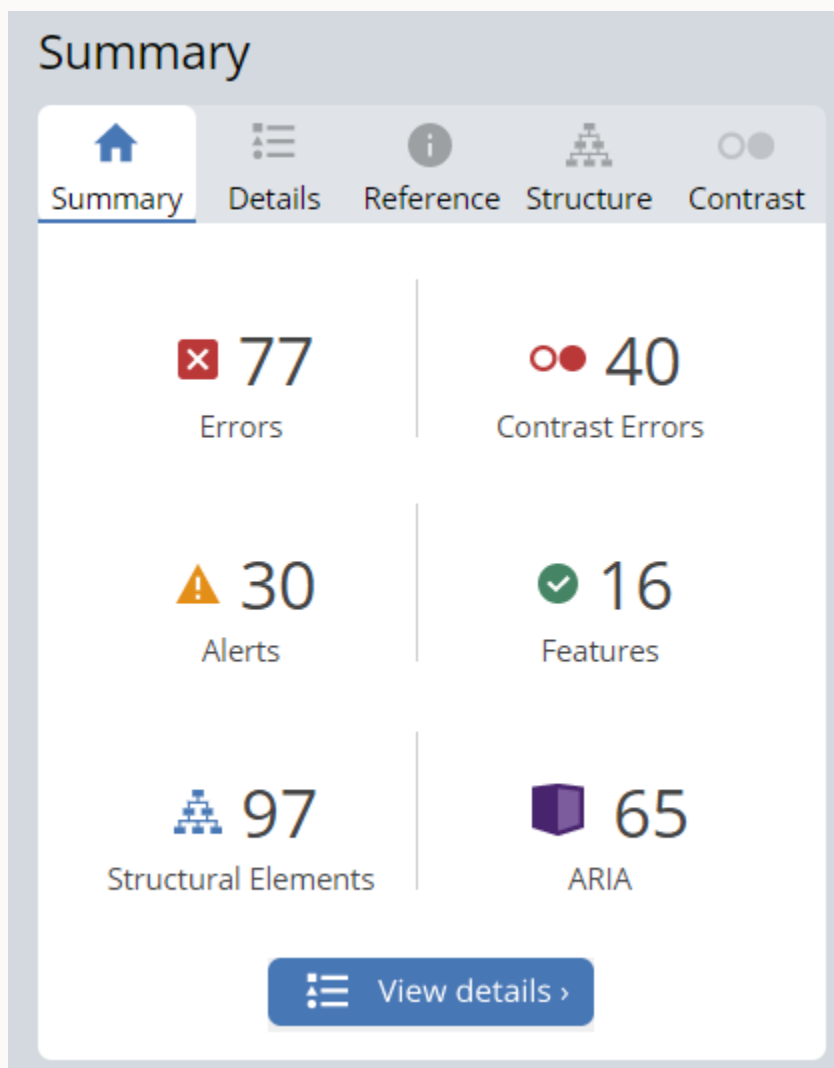 Summary
Summary Details Reference Structure Contrast
77 40
Errors Contrast Errors
30 16
Alerts Features
97 65
Structural Elements ARIA
View details ›